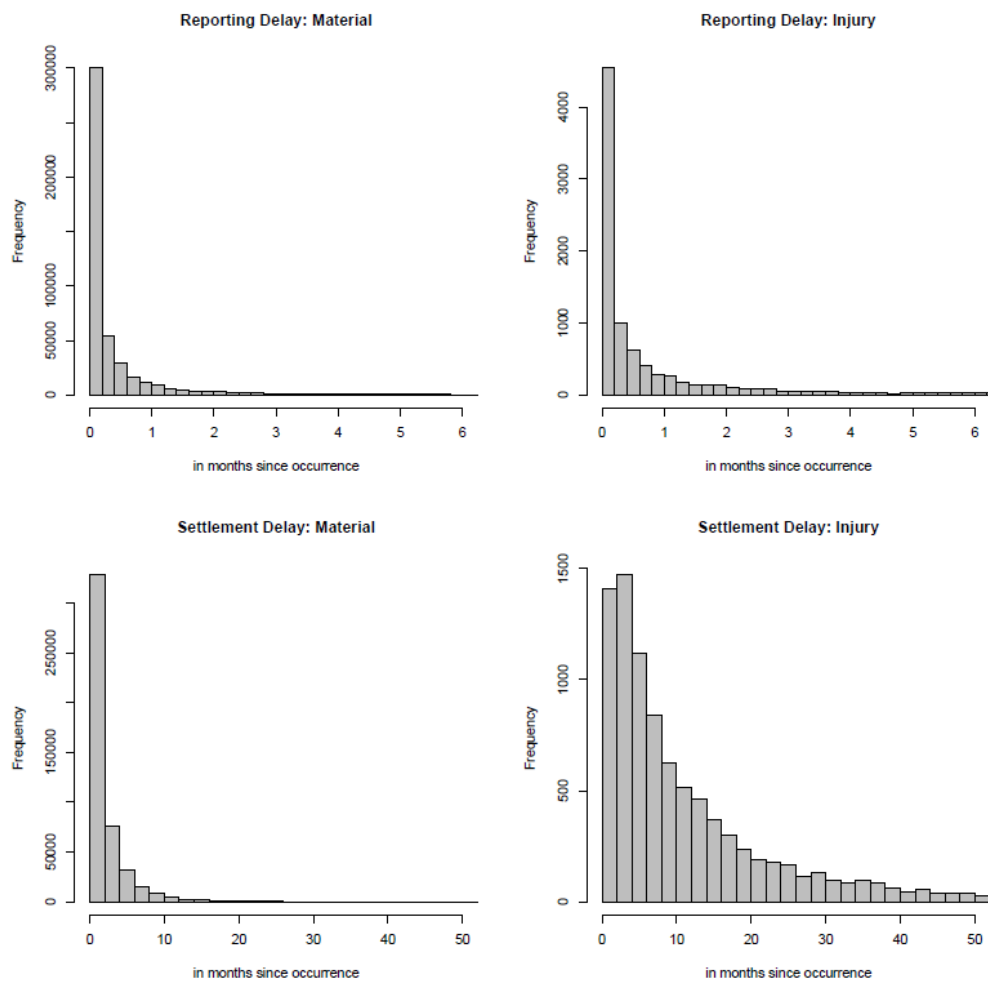 Reporting Delay: Material
Frequency
0
50000
100000
200000
300000
0 1 2 3 4 5 6
in months since occurrence
Reporting Delay: Injury
Frequency
0
1000
2000
3000
4000
0 1 2 3 4 5 6
in months since occurrence
Settlement Delay: Material
Frequency
0
50000
150000
250000
0 10 20 30 40 50
in months since occurrence
Settlement Delay: Injury
Frequency
0
500
1000
1500
0 10 20 30 40 50
in months since occurrence